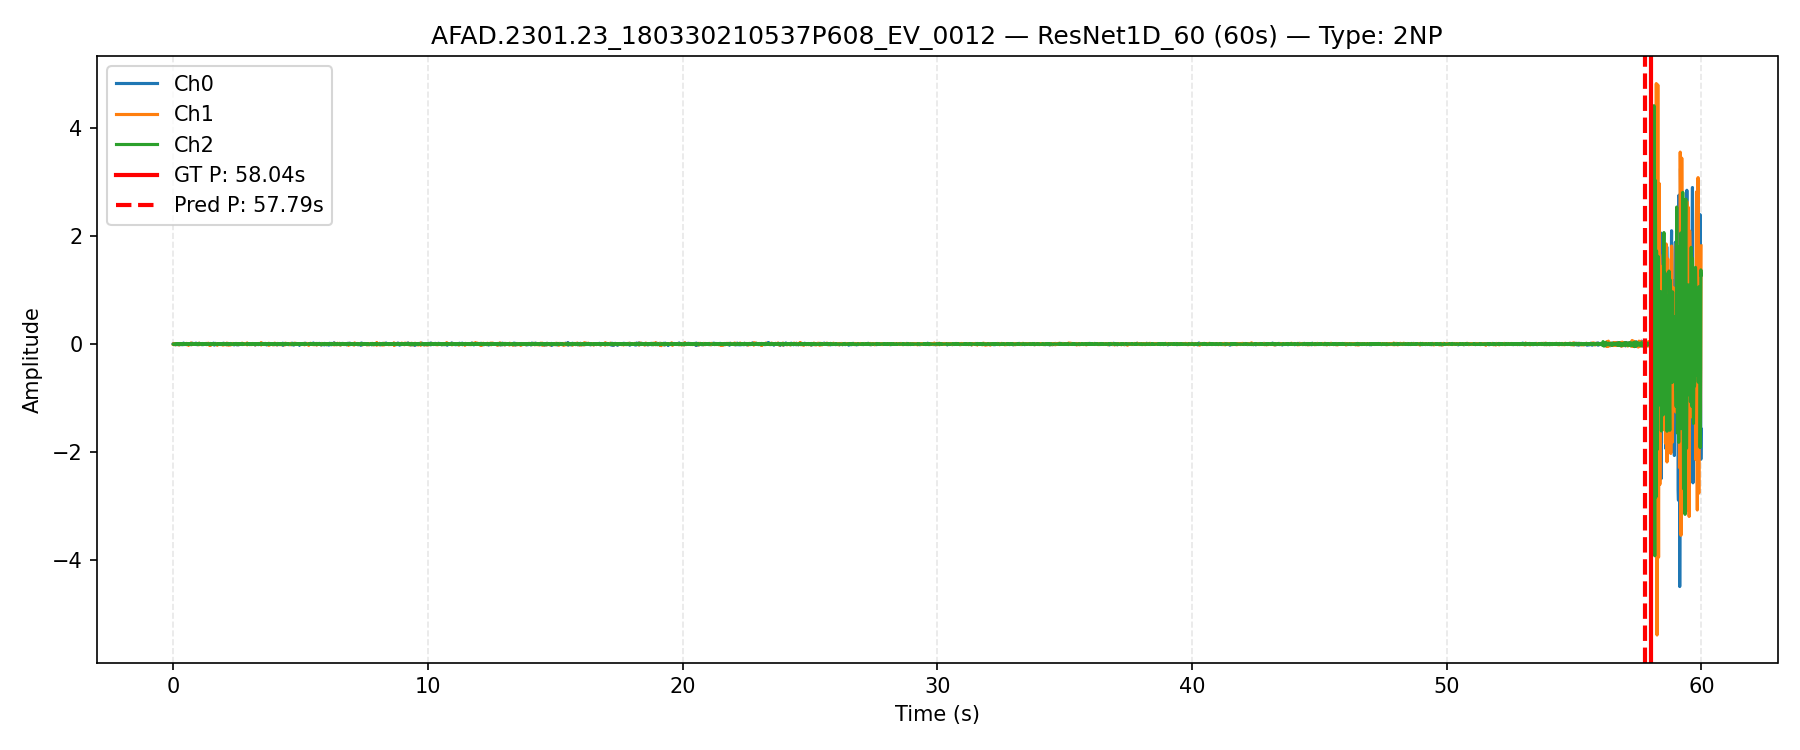 AFAD.2301.23_180330210537P608_EV_0012 — ResNet1D_60 (60s) — Type: 2NP
Ch0
Ch1
Ch2
GT P: 58.04s
Pred P: 57.79s
Amplitude
4
2
0
−2
−4
0 10 20 30 40 50 60
Time (s)